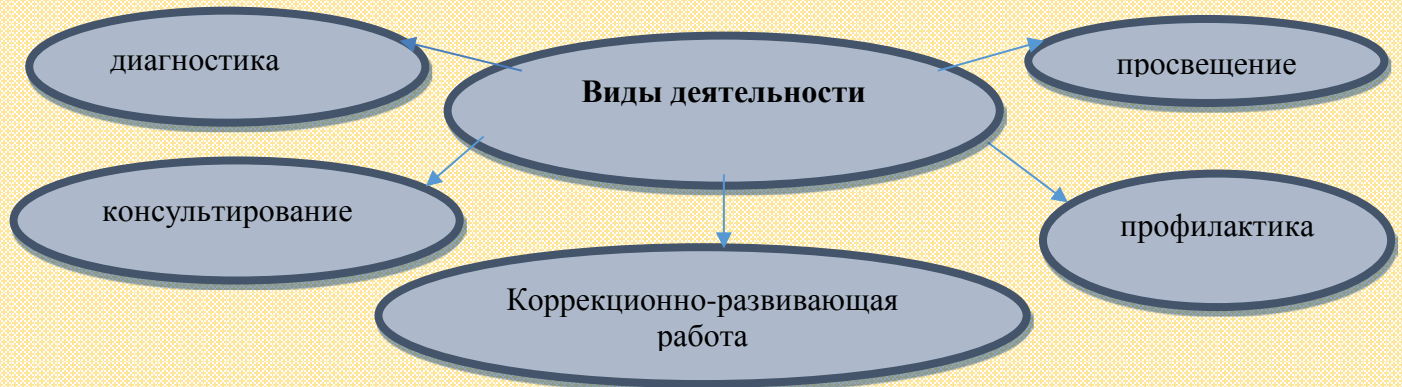 диагностика
Виды деятельности
просвещение
консультирование
профилактика
Коррекционно-развивающая
работа